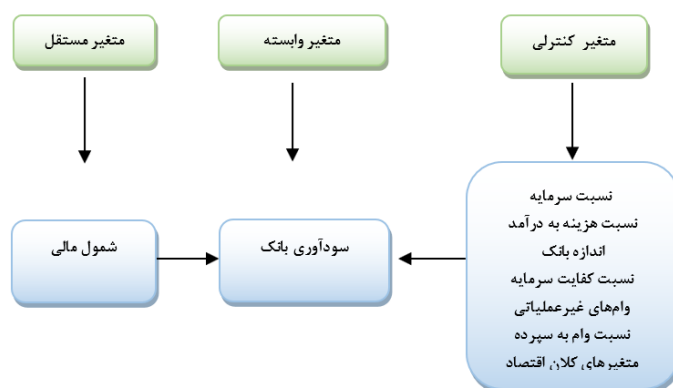 متغیر کنترلی
متغیر وابسته
متغیر مستقل
نسبت سرمایه
نسبت هزینه به درآمد
اندازه بانک
نسبت کفایت سرمایه
وام‌های غیرعملیاتی
نسبت وام به سپرده
متغیرهای کلان اقتصاد
سودآوری بانک
شمول مالی